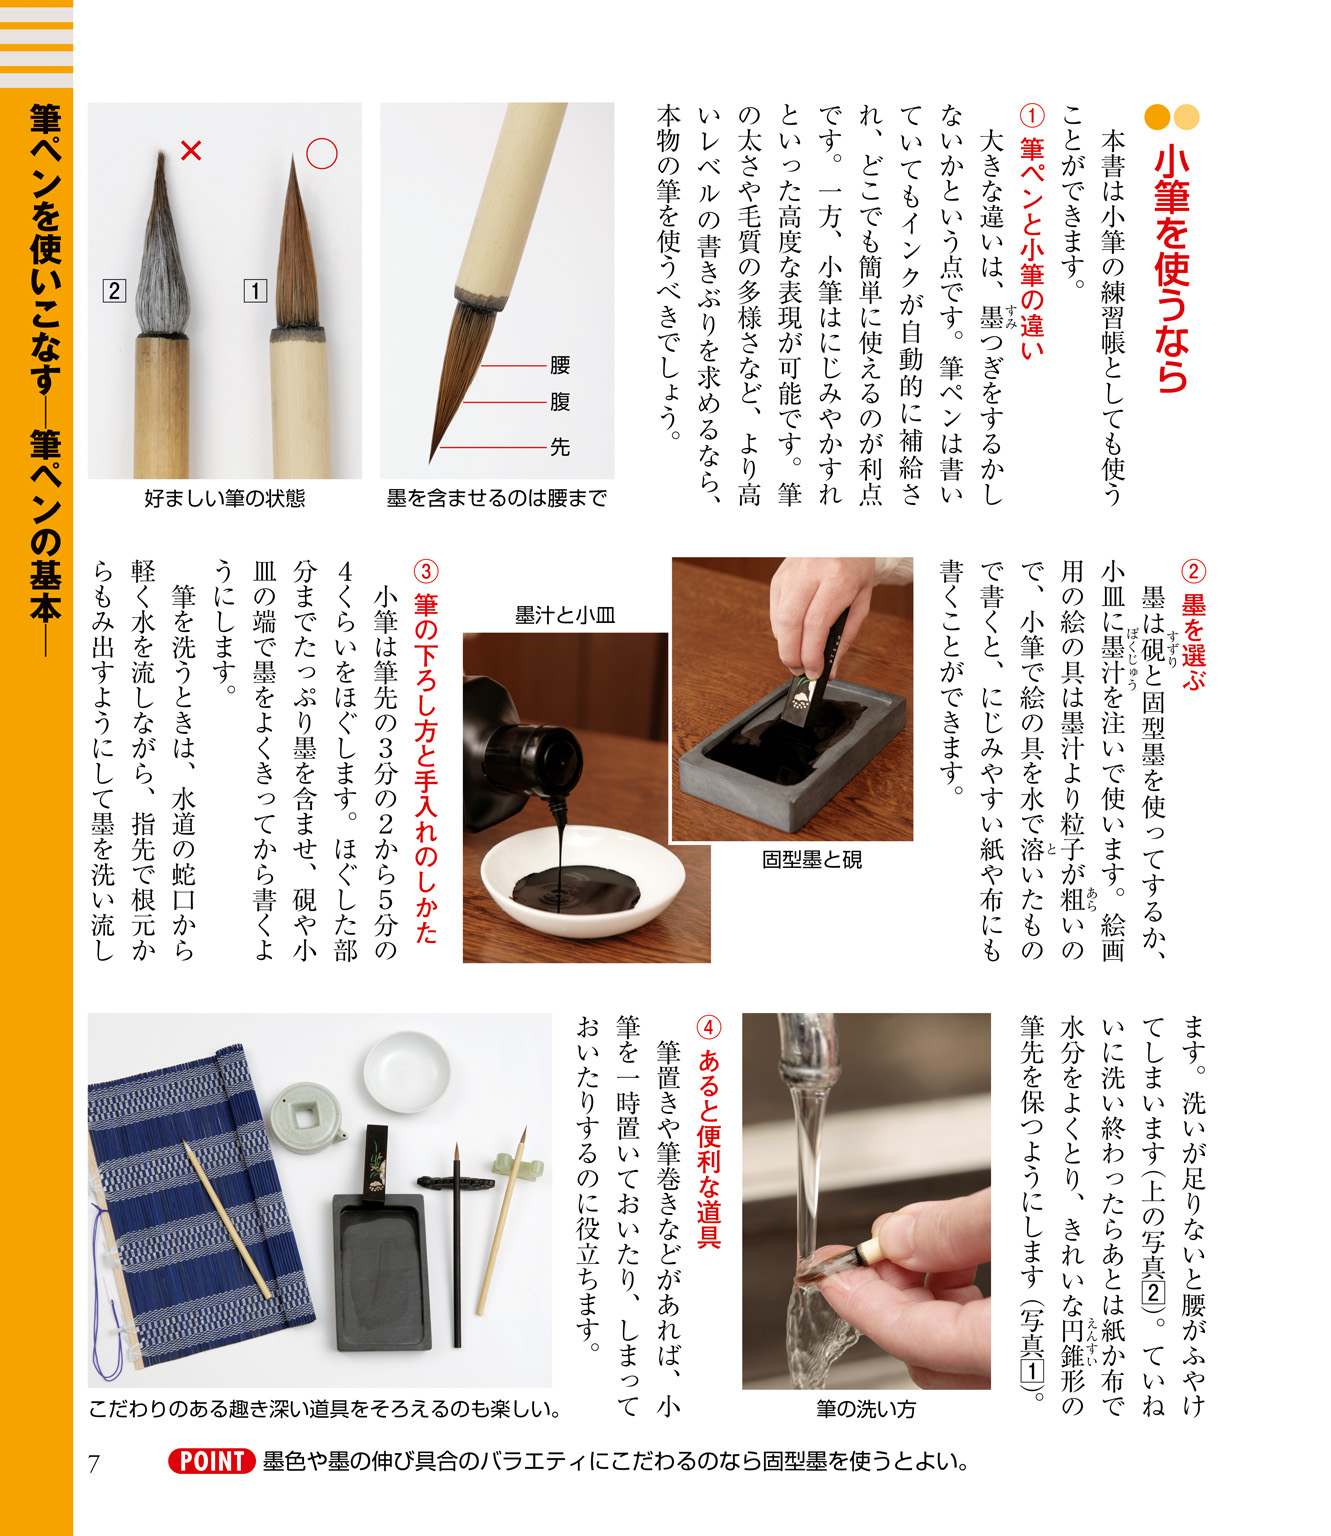 筆ペンを使いこなす―筆ペンの基本―
小筆を使うなら
本書は小筆の練習帳としても使う
ことができます。
① 筆ペンと小筆の違い
大きな違いは、墨つぎをするかし
すみ
ないかという点です。筆ペンは書い
ていてもインクが自動的に補給さ
れ、どこでも簡単に使えるのが利点
です。一方、小筆はにじみやかすれ
といった高度な表現が可能です。筆
の太さや毛質の多様さなど、より高
いレベルの書きぶりを求めるなら、
本物の筆を使うべきでしょう。
腰
腹
先
墨を含ませるのは腰まで
○
×
1
2
好ましい筆の状態
② 墨を選ぶ
墨は硯と固型墨を使ってするか、
すずり
小皿に墨汁を注いで使います。絵画
ぼくじゅう
用の絵の具は墨汁より粒子が粗いの
あら
で、小筆で絵の具を水で溶いたもの
と
で書くと、にじみやすい紙や布にも
書くことができます。
固型墨と硯
墨汁と小皿
③ 筆の下ろし方と手入れのしかた
小筆は筆先の3分の2から5分の
4くらいをほぐします。ほぐした部
分までたっぷり墨を含ませ、硯や小
皿の端で墨をよくきってから書くよ
うにします。
筆を洗うときは、水道の蛇口から
軽く水を流しながら、指先で根元か
らもみ出すようにして墨を洗い流し
ます。洗いが足りないと腰がふやけ
てしまいます(上の写真2)。ていね
いに洗い終わったらあとは紙か布で
水分をよくとり、きれいな円錐形の
えんすい
筆先を保つようにします(写真1)。
筆の洗い方
④ あると便利な道具
筆置きや筆巻きなどがあれば、小
筆を一時置いておいたり、しまって
おいたりするのに役立ちます。
こだわりのある趣き深い道具をそろえるのも楽しい。
POINT 墨色や墨の伸び具合のバラエティにこだわるのなら固型墨を使うとよい。
7